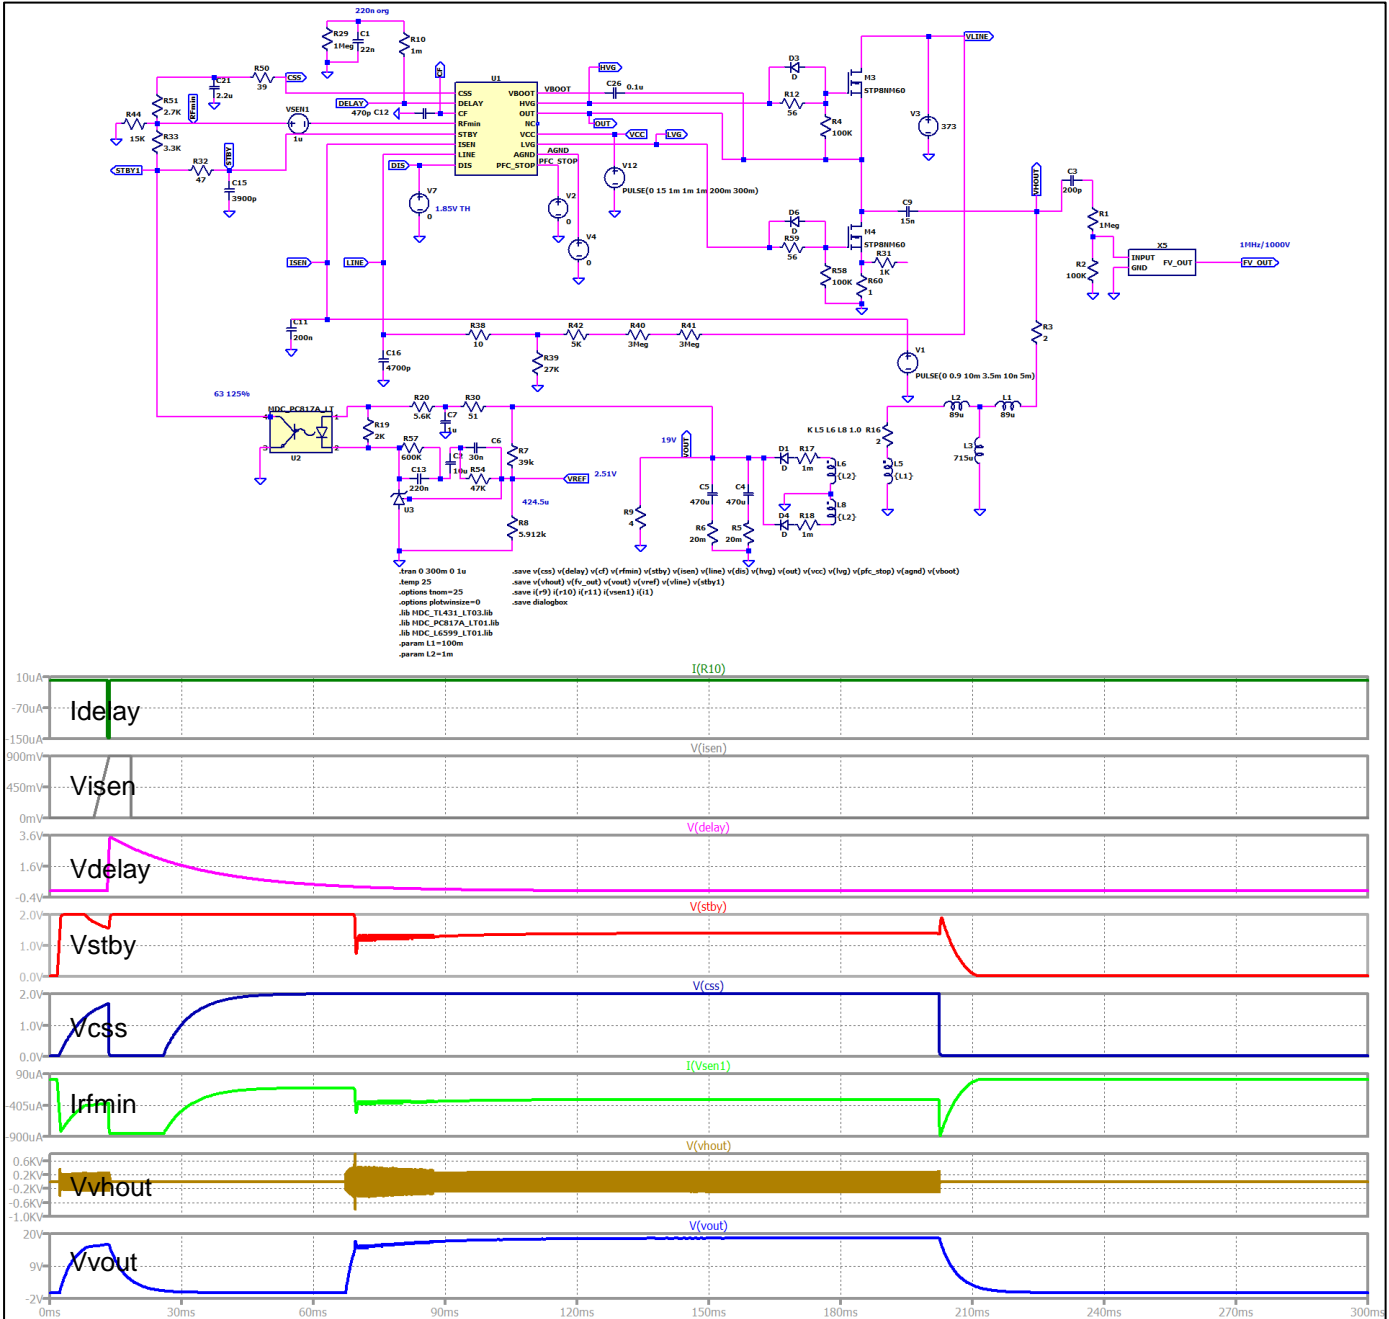 220n org
R29
1Meg
C1
22n
R10
1m
CF
HVG
VLINE
D3
D
M3
STP8NM60
C21
2.2u
R50
39
CSS
U1
VBOOT
C26
0.1u
R12
56
R4
100K
V3
373
R51
2.7K
RFmin
VSEN1
1u
DELAY
470p C12
CSS
DELAY
CF
RFmin
STBY
ISEN
LINE
DIS
VBOOT
HVG
OUT
NC
VCC
LVG
AGND
PFC_STOP
OUT
VCC
LVG
AGND
PFC_STOP
R44
15K
R33
3.3K
STBY1
R32
47
STBY
C15
3900p
DIS
V7
0
1.85V TH
V12
PULSE(0 15 1m 1m 1m 200m 300m)
V2
0
V4
0
VHOUT
C3
200p
R1
1Meg
R2
100K
C9
15n
D6
D
R59
56
M4
STP8NM60
R31
1K
R58
100K
R60
1
X5
INPUT
GND
FV_OUT
1MHz/1000V
FV_OUT
ISEN
LINE
C11
200n
R38
10
R42
5K
R40
3Meg
R41
3Meg
R3
2
C16
4700p
R39
27K
V1
PULSE(0 0.9 10m 3.5m 10n 5m)
63 125%
MDC_PC817A_LT
4
1
3
2
U2
R19
2K
R20
5.6K
C7
1u
R30
51
R57
600K
C6
30n
R7
39k
C13
220n
10u
R54
47K
VREF
2.51V
U3
424.5u
R8
5.912k
19V
VOUT
L2
89u
L1
89u
K L5 L6 L8 1.0
R16
2
L3
715u
D1
D
R17
1m
L6
{L2}
L5
{L1}
C5
470u
C4
470u
L8
{L2}
R9
4
R6
20m
R5
20m
D4
D
R18
1m
.tran 0 300m 0 1u
.temp 25
.options tnom=25
.options plotwinsize=0
.lib MDC_TL431_LT03.lib
.lib MDC_PC817A_LT01.lib
.lib MDC_L6599_LT01.lib
.param L1=100m
.param L2=1m
.save v(css) v(delay) v(cf) v(rfmin) v(stby) v(isen) v(line) v(dis) v(hvg) v(out) v(vcc) v(lvg) v(pfc_stop) v(agnd) v(vboot)
.save v(vhout) v(fv_out) v(vout) v(vref) v(vline) v(stby1)
.save i(r9) i(r10) i(r11) i(vsen1) i(i1)
.save dialogbox
I(R10)
10uA
-70uA
-150uA
Idelay
V(isen)
900mV
450mV
0mV
Visen
V(delay)
3.6V
1.6V
-0.4V
Vdelay
V(stby)
2.0V
1.0V
0.0V
Vstby
V(css)
2.0V
1.0V
0.0V
Vcss
I(Vsen1)
90uA
-405uA
-900uA
Irfmin
V(vhout)
0.6KV
0.2KV
-0.2KV
-0.6KV
-1.0KV
Vvhout
V(vout)
20V
9V
-2V
Vvout
0ms 30ms 60ms 90ms 120ms 150ms 180ms 210ms 240ms 270ms 300ms